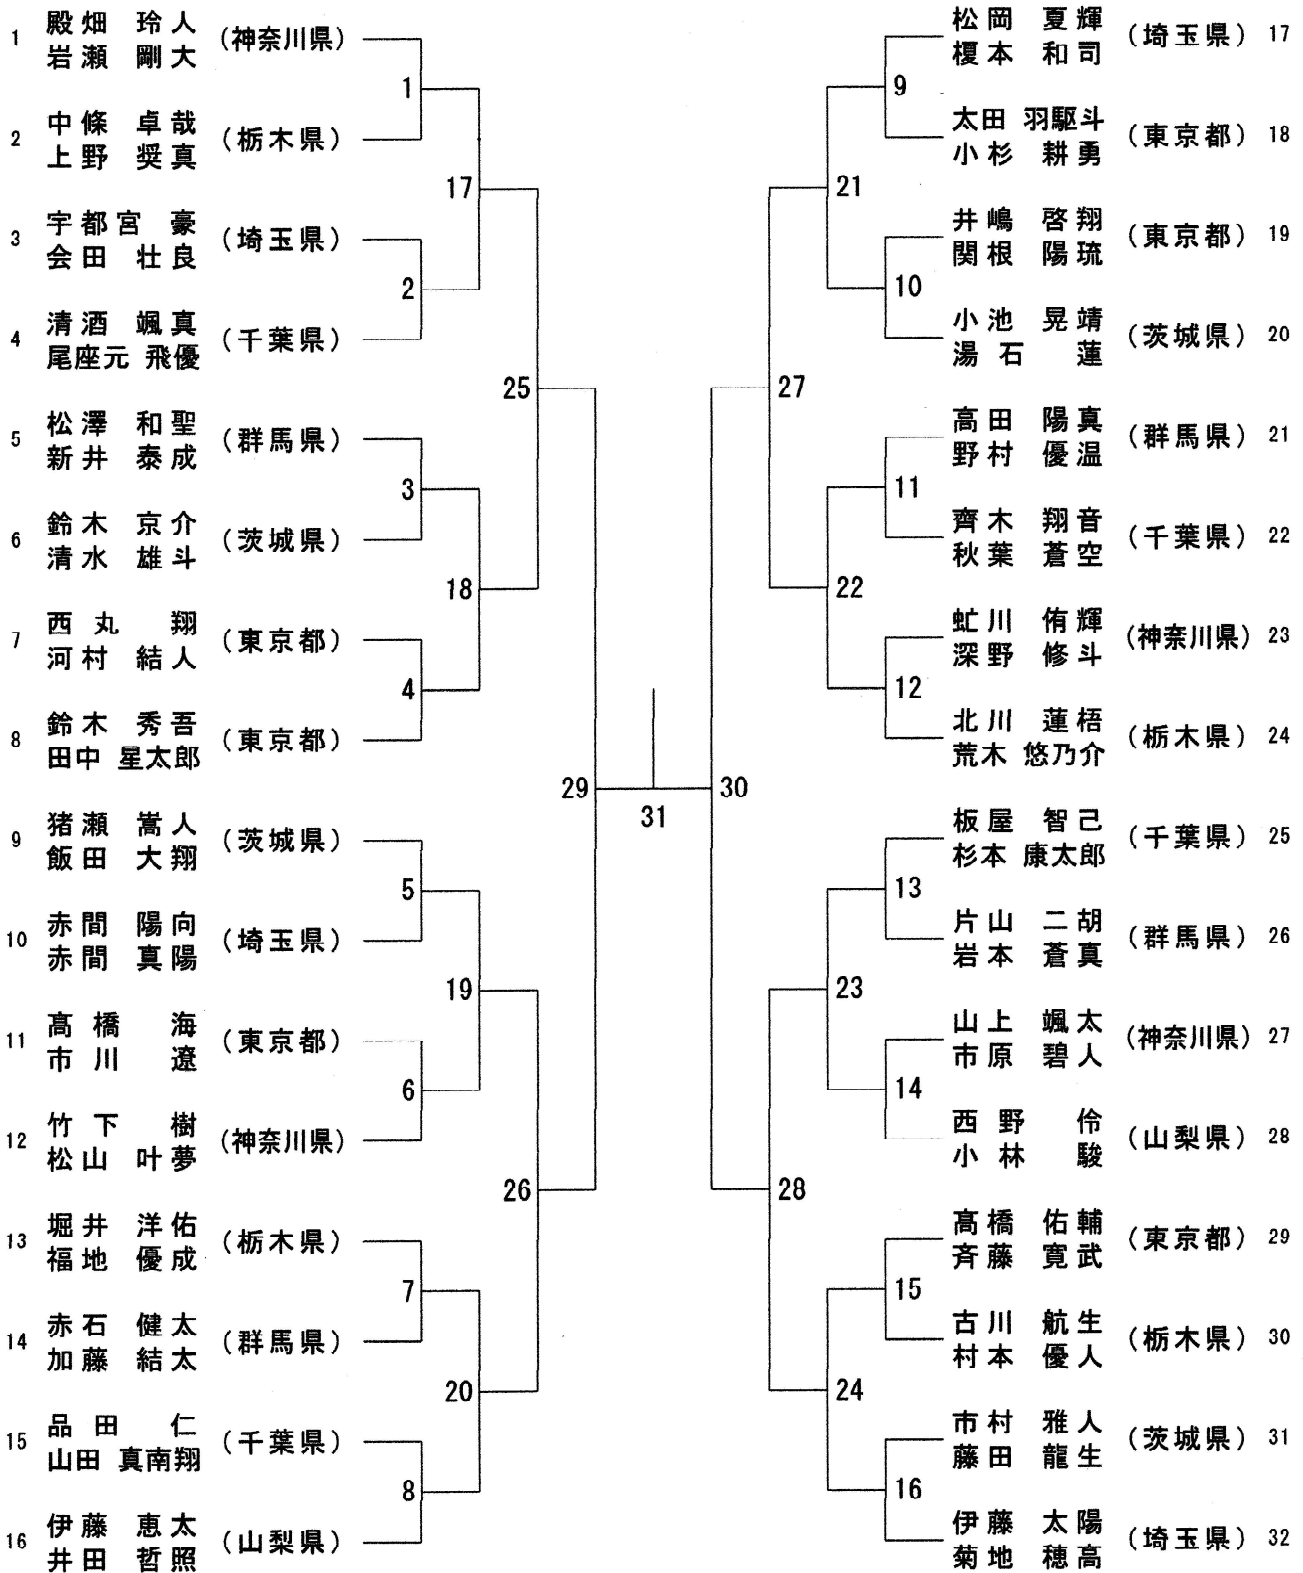 1 殿畑 玲人 (神奈川県)
岩瀬 剛大
2 中條 卓哉 (栃木県)
上野 奨真
3 宇都宮 豪 (埼玉県)
会田 壮良
4 清酒 颯真 (千葉県)
尾座元 飛優
5 松澤 和聖 (群馬県)
新井 泰成
6 鈴木 京介 (茨城県)
清水 雄斗
7 西丸 翔 (東京都)
河村 結人
8 鈴木 秀吾 (東京都)
田中 星太郎
9 猪瀬 嵩人 (茨城県)
飯田 大翔
10 赤間 陽向 (埼玉県)
赤間 真陽
11 髙橋 海 (東京都)
市川 遼
12 竹下 樹 (神奈川県)
松山 叶夢
13 堀井 洋佑 (栃木県)
福地 優成
14 赤石 健太 (群馬県)
加藤 結太
15 品田 仁 (千葉県)
山田 真南翔
16 伊藤 恵太 (山梨県)
井田 哲照
1
2
3
4
5
6
7
8
17
18
19
20
25
26
29
31
30
27
28
21
22
23
24
9
10
11
12
13
14
15
16
松岡 夏輝 (埼玉県) 17
榎本 和司
太田 羽駆斗 (東京都) 18
小杉 耕勇
井嶋 啓翔 (東京都) 19
関根 陽琉
小池 晃靖 (茨城県) 20
湯石 蓮
高田 陽真 (群馬県) 21
野村 優温
齊木 翔音 (千葉県) 22
秋葉 蒼空
虻川 侑輝 (神奈川県) 23
深野 修斗
北川 蓮梧 (栃木県) 24
荒木 悠乃介
板屋 智己 (千葉県) 25
杉本 康太郎
片山 二胡 (群馬県) 26
岩本 蒼真
山上 颯太 (神奈川県) 27
市原 碧人
西野 伶 (山梨県) 28
小林 駿
髙橋 佑輔 (東京都) 29
斉藤 寛武
古川 航生 (栃木県) 30
村本 優人
市村 雅人 (茨城県) 31
藤田 龍生
伊藤 太陽 (埼玉県) 32
菊地 穂高